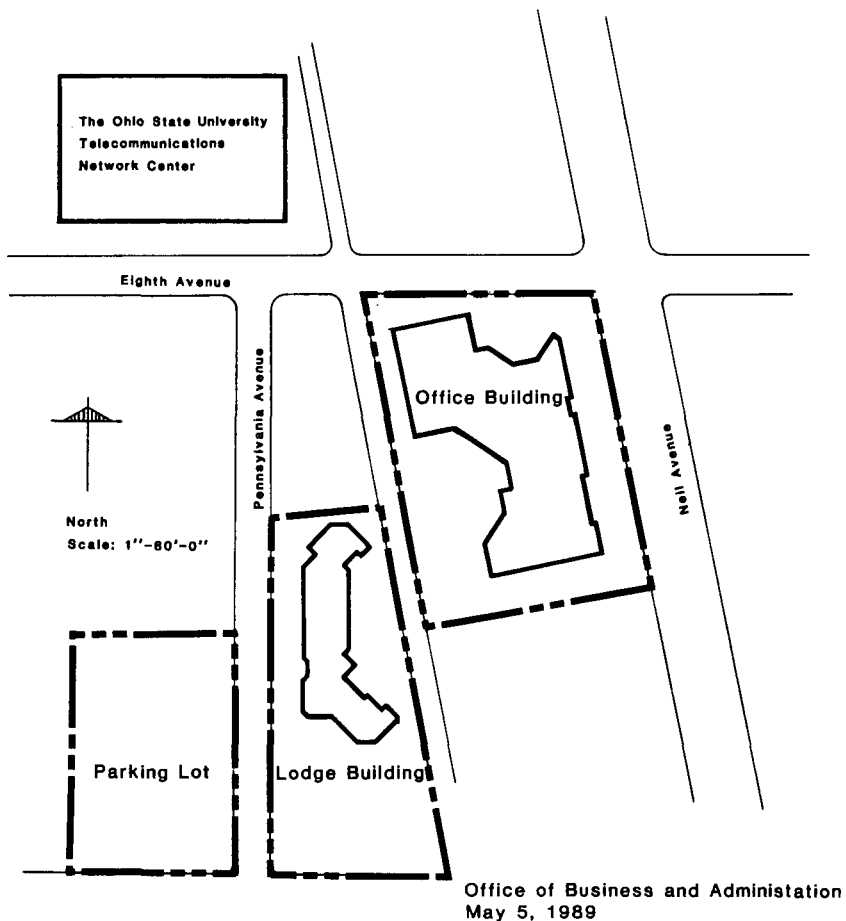 The Ohio State University
Telecommunications
Network Center
Eighth Avenue
Pennsylvania Avenue
Office Building
Neil Avenue
North
Scale: 1"-60'-0"
Parking Lot
Lodge Building
Office of Business and Administation
May 5, 1989